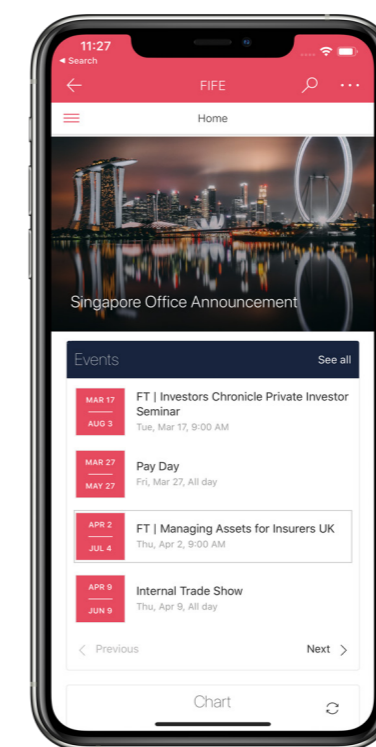 11:27
◀ Search
FIFE
Home
Singapore Office Announcement
Events
See all
MAR 17
AUG 3
FT | Investors Chronicle Private Investor
Seminar
Tue, Mar 17, 9:00 AM
MAR 27
MAY 27
Pay Day
Fri, Mar 27, All day
APR 2
JUL 4
FT | Managing Assets for Insurers UK
Thu, Apr 2, 9:00 AM
APR 9
JUN 9
Internal Trade Show
Thu, Apr 9, All day
Previous
Next
Chart